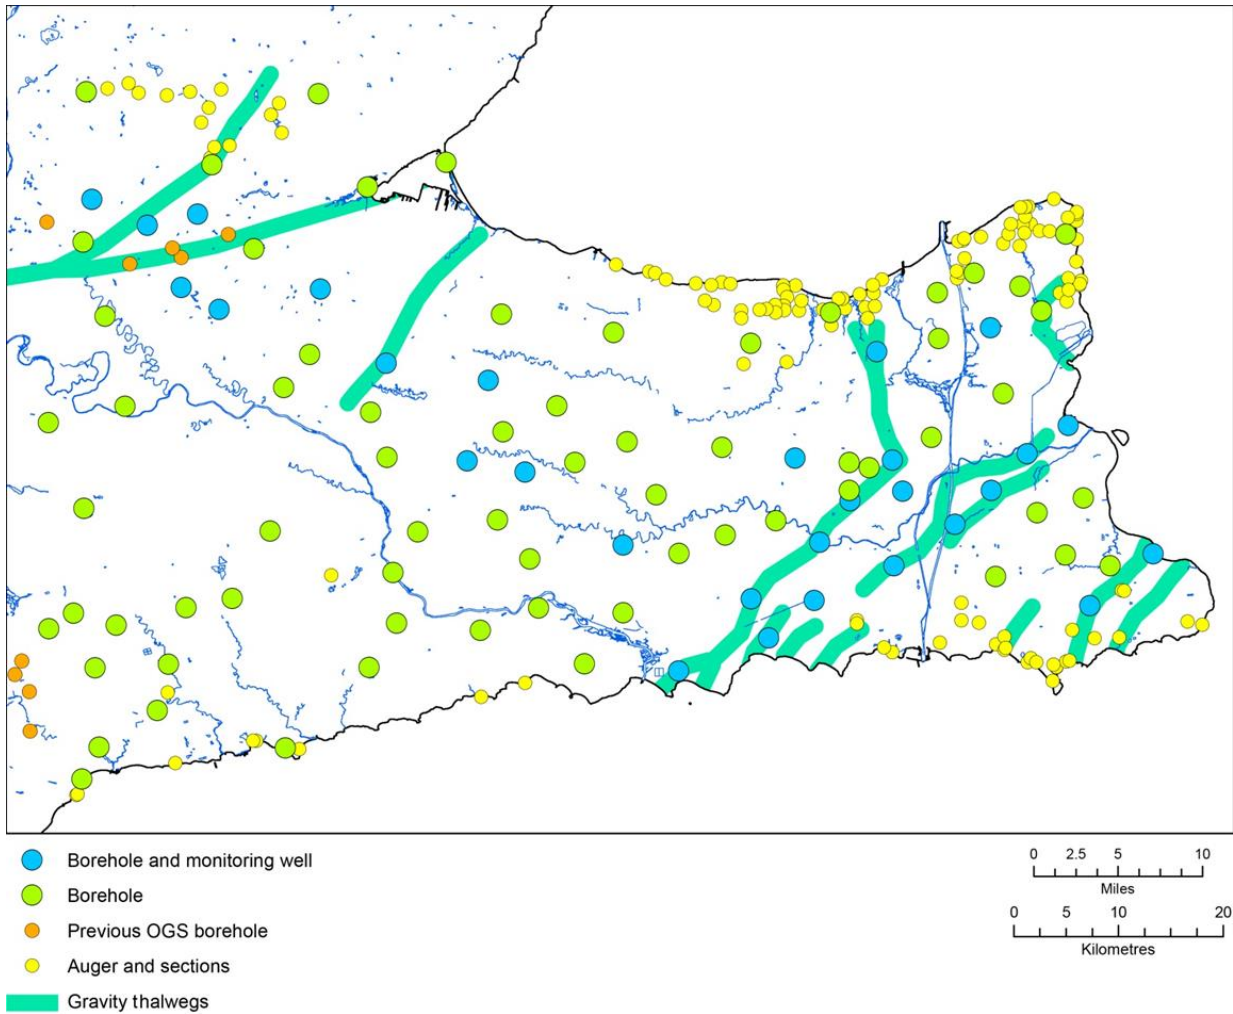 Borehole and monitoring well
Borehole
Previous OGS borehole
Auger and sections
Gravity thalwegs
0 2.5 5 10
Miles
0 5 10 20
Kilometres